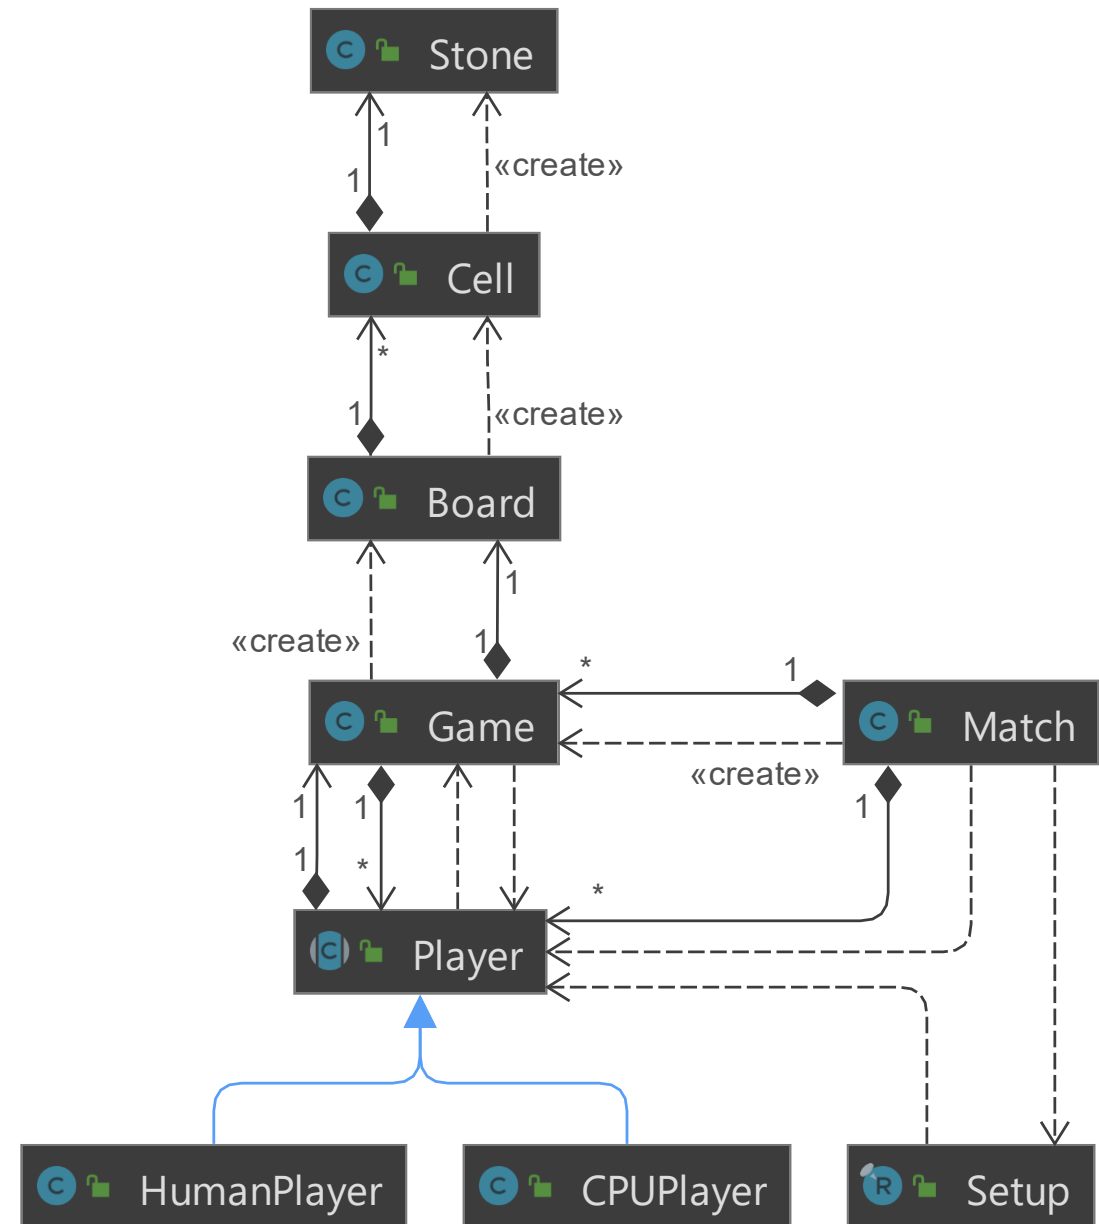 C Stone
1
«create»
1
C Cell
*
1
«create»
C Board
1
«create»
1
* 1
C Game
C Match
«create»
1 1 1
1 *
*
C Player
C HumanPlayer
C CPUPlayer
R Setup